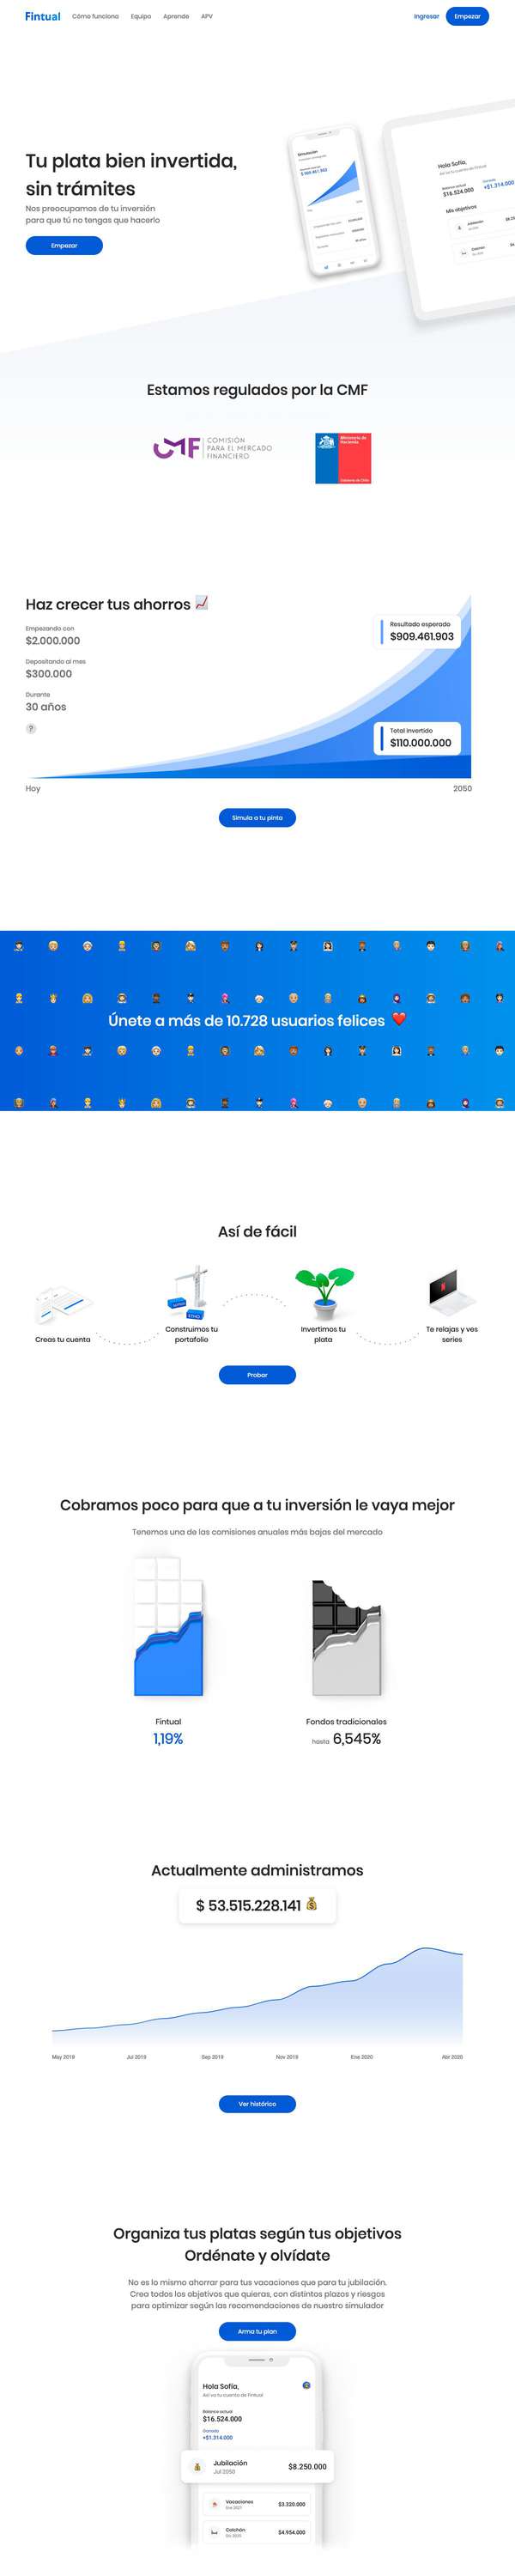 Fintual Cómo funciona Equipo Aprende APV Ingresar Empezar
Tu plata bien invertida,
sin trámites
Nos preocupamos de tu inversión
para que tú no tengas que hacerlo
Empezar
Simulación
$ 909.461.903
Hola Sofía,
Así va tu cuenta de Fintual
Balance actual
$16.524.000
Ganado
+$1.314.000
Mis objetivos
Jubilación
Estamos regulados por la CMF
CMF
COMISIÓN
PARA EL MERCADO
FINANCIERO
Ministerio de
Hacienda
Gobierno de Chile
Haz crecer tus ahorros
Empezando con
$2.000.000
Depositando al mes
$300.000
Durante
30 años
?
Resultado esperado
$909.461.903
Total invertido
$110.000.000
Hoy 2050
Simula a tu pinta
Únete a más de 10.728 usuarios felices
Así de fácil
Creas tu cuenta
Construimos tu
portafolio
Invertimos tu
plata
Te relajas y ves
series
Probar
Cobramos poco para que a tu inversión le vaya mejor
Tenemos una de las comisiones anuales más bajas del mercado
Fintual
1,19%
Fondos tradicionales
hasta 6,545%
Actualmente administramos
$ 53.515.228.141
May 2019 Jul 2019 Sep 2019 Nov 2019 Ene 2020 Abr 2020
Ver histórico
Organiza tus platas según tus objetivos
Ordénate y olvídate
No es lo mismo ahorrar para tus vacaciones que para tu jubilación.
Crea todos los objetivos que quieras, con distintos plazos y riesgos
para optimizar según las recomendaciones de nuestro simulador
Arma tu plan
Hola Sofía,
Así va tu cuenta de Fintual
Balance actual
$16.524.000
Ganado
+$1.314.000
Jubilación
Jul 2050
$8.250.000
Vacaciones
Ene 2021
$3.320.000
Colchón
Dic 2025
$4.954.000